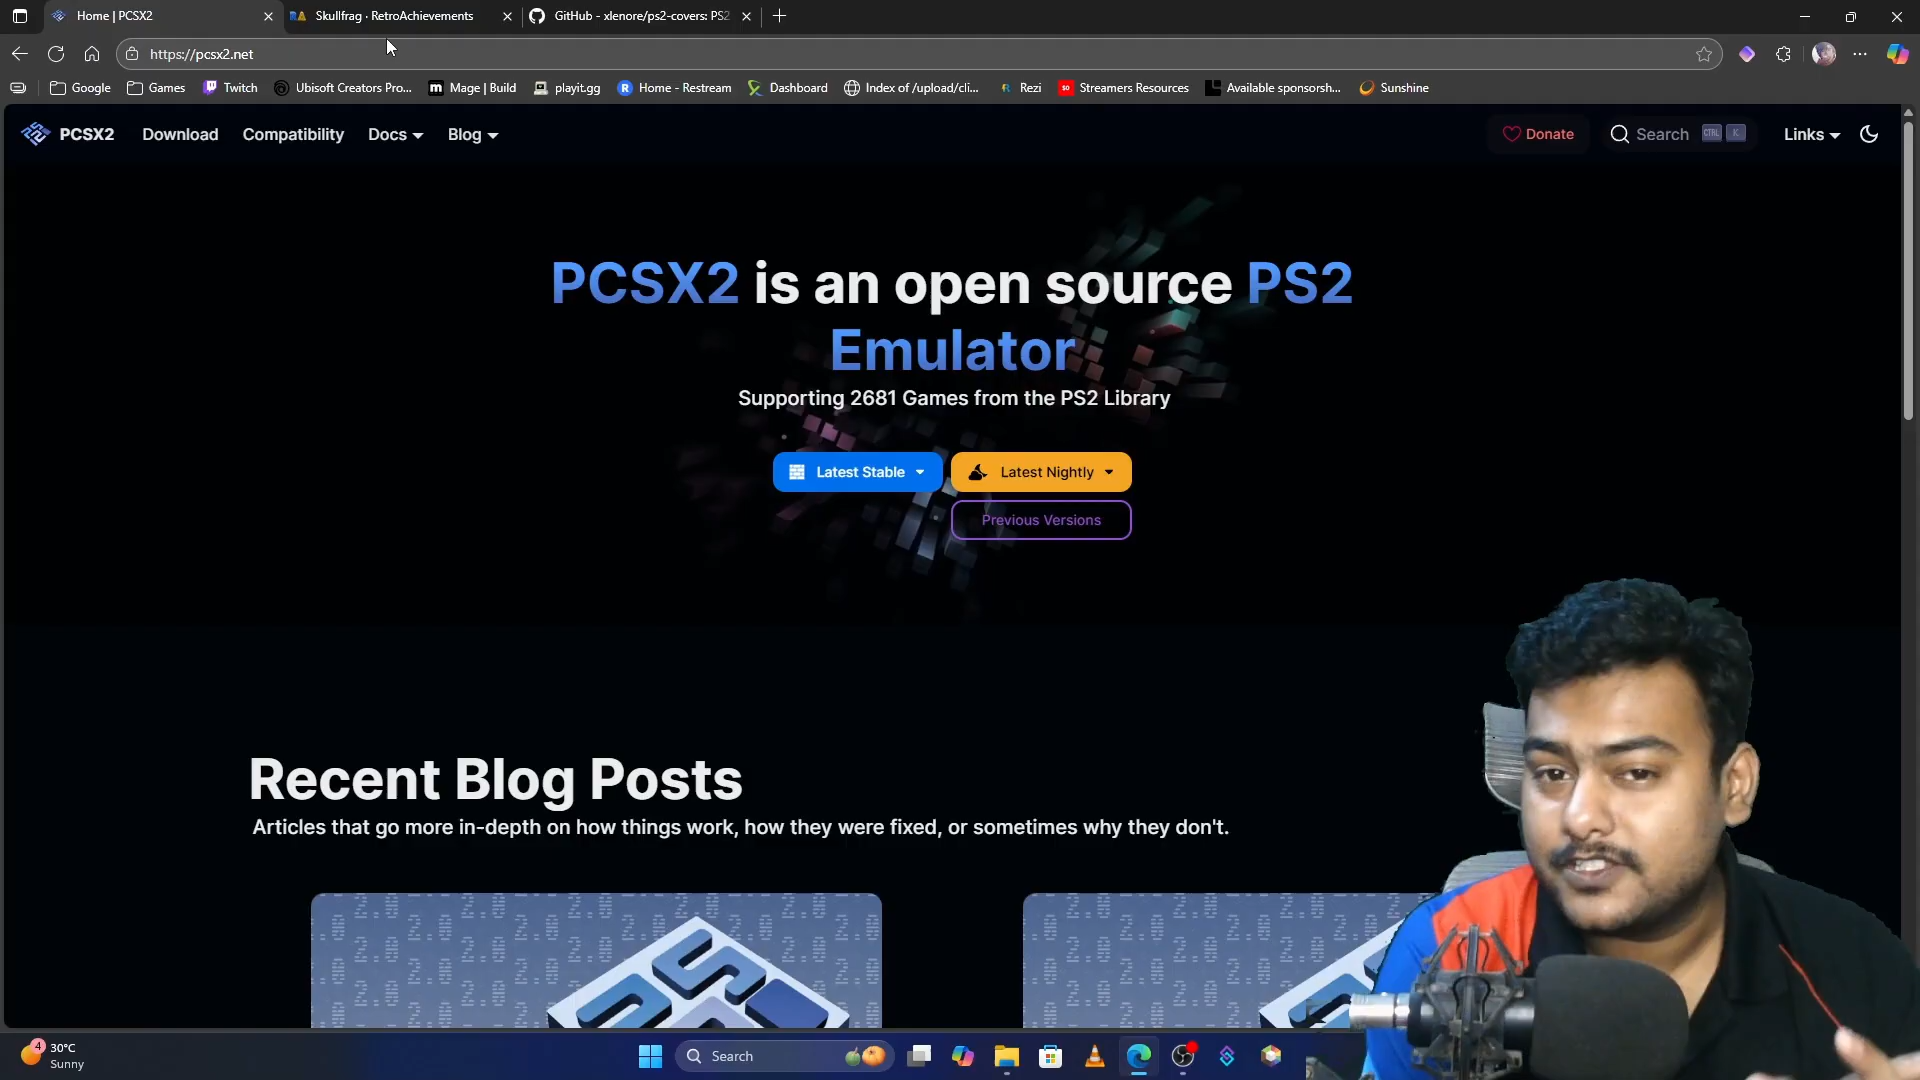 Home | PCSX2
Skullfrag · RetroAchievements
GitHub - xlenore/ps2-covers: PS2
https://pcsx2.net
Google
Games
Twitch
Ubisoft Creators Pro...
m Mage | Build
playit.gg
R Home - Restream
Dashboard
Index of /upload/cli...
Rezi
Streamers Resources
Available sponsorsh...
Sunshine
PCSX2
Download
Compatibility
Docs
Blog
Donate
Search CTRL K
Links
PCSX2 is an open source PS2
Emulator
Supporting 2681 Games from the PS2 Library
Latest Stable
Latest Nightly
Previous Versions
Recent Blog Posts
Articles that go more in-depth on how things work, how they were fixed, or sometimes why they don't.
4
30°C
Sunny
Search